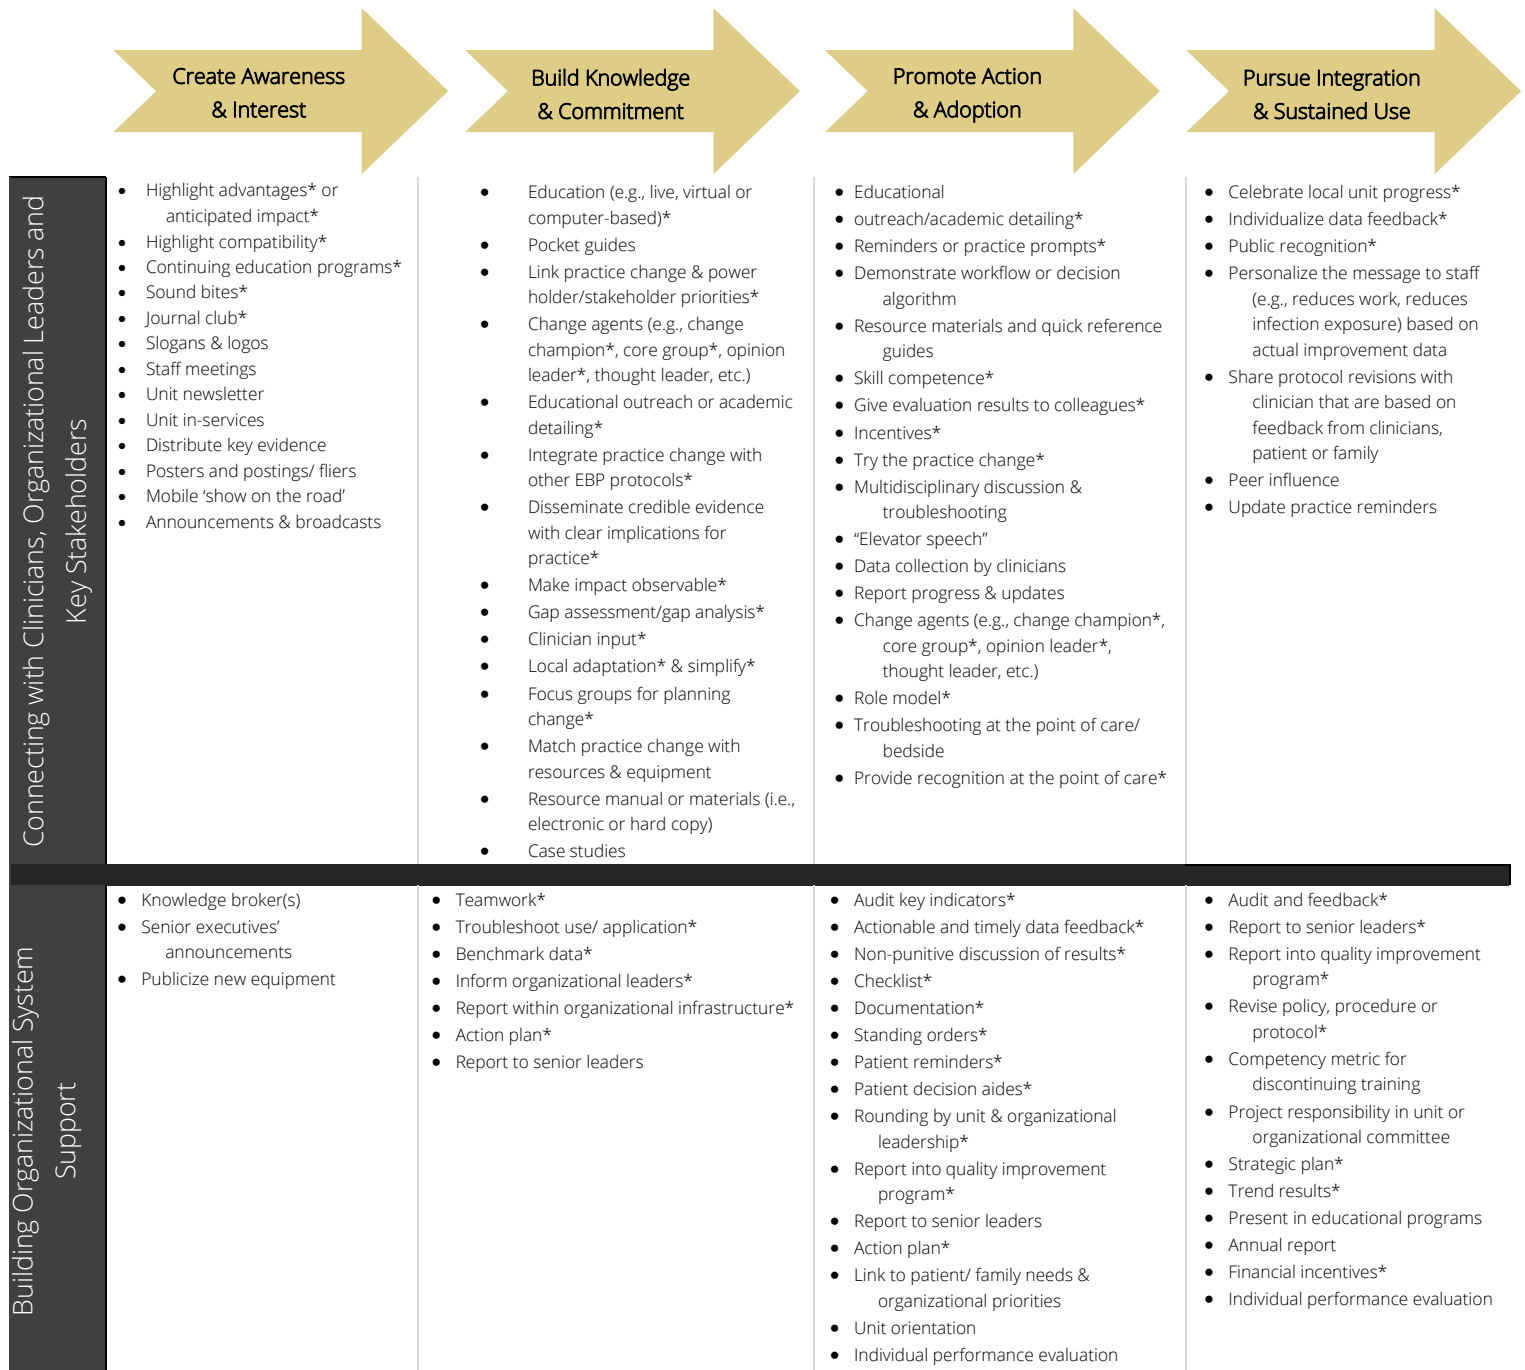 Create Awareness
& Interest
Build Knowledge
& Commitment
Promote Action
& Adoption
Pursue Integration
& Sustained Use
Connecting with Clinicians, Organizational Leaders and
Key Stakeholders
• Highlight advantages* or
anticipated impact*
• Highlight compatibility*
• Continuing education programs*
• Sound bites*
• Journal club*
• Slogans & logos
• Staff meetings
• Unit newsletter
• Unit in-services
• Distribute key evidence
• Posters and postings/ fliers
• Mobile ‘show on the road’
• Announcements & broadcasts
• Education (e.g., live, virtual or
computer-based)*
• Pocket guides
• Link practice change & power
holder/stakeholder priorities*
• Change agents (e.g., change
champion*, core group*, opinion
leader*, thought leader, etc.)
• Educational outreach or academic
detailing*
• Integrate practice change with
other EBP protocols*
• Disseminate credible evidence
with clear implications for
practice*
• Make impact observable*
• Gap assessment/gap analysis*
• Clinician input*
• Local adaptation* & simplify*
• Focus groups for planning
change*
• Match practice change with
resources & equipment
• Resource manual or materials (i.e.,
electronic or hard copy)
• Case studies
• Educational
• outreach/academic detailing*
• Reminders or practice prompts*
• Demonstrate workflow or decision
algorithm
• Resource materials and quick reference
guides
• Skill competence*
• Give evaluation results to colleagues*
• Incentives*
• Try the practice change*
• Multidisciplinary discussion &
troubleshooting
• “Elevator speech”
• Data collection by clinicians
• Report progress & updates
• Change agents (e.g., change champion*,
core group*, opinion leader*,
thought leader, etc.)
• Role model*
• Troubleshooting at the point of care/
bedside
• Provide recognition at the point of care*
• Celebrate local unit progress*
• Individualize data feedback*
• Public recognition*
• Personalize the message to staff
(e.g., reduces work, reduces
infection exposure) based on
actual improvement data
• Share protocol revisions with
clinician that are based on
feedback from clinicians,
patient or family
• Peer influence
• Update practice reminders
Building Organizational System
Support
• Knowledge broker(s)
• Senior executives’
announcements
• Publicize new equipment
• Teamwork*
• Troubleshoot use/ application*
• Benchmark data*
• Inform organizational leaders*
• Report within organizational infrastructure*
• Action plan*
• Report to senior leaders
• Audit key indicators*
• Actionable and timely data feedback*
• Non-punitive discussion of results*
• Checklist*
• Documentation*
• Standing orders*
• Patient reminders*
• Patient decision aides*
• Rounding by unit & organizational
leadership*
• Report into quality improvement
program*
• Report to senior leaders
• Action plan*
• Link to patient/ family needs &
organizational priorities
• Unit orientation
• Individual performance evaluation
• Audit and feedback*
• Report to senior leaders*
• Report into quality improvement
program*
• Revise policy, procedure or
protocol*
• Competency metric for
discontinuing training
• Project responsibility in unit or
organizational committee
• Strategic plan*
• Trend results*
• Present in educational programs
• Annual report
• Financial incentives*
• Individual performance evaluation